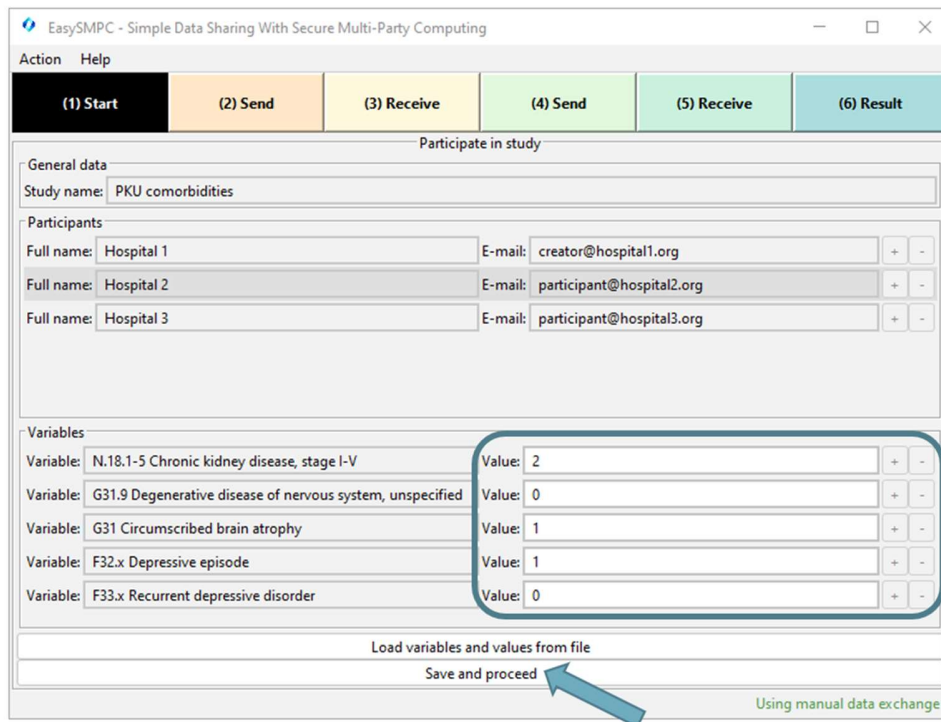 EasySMPC - Simple Data Sharing With Secure Multi-Party Computing
Action Help
(1) Start (2) Send (3) Receive (4) Send (5) Receive (6) Result
Participate in study
General data
Study name: PKU comorbidities
Participants
Full name: Hospital 1 E-mail: creator@hospital1.org + -
Full name: Hospital 2 E-mail: participant@hospital2.org + -
Full name: Hospital 3 E-mail: participant@hospital3.org + -
Variables
Variable: N.18.1-5 Chronic kidney disease, stage I-V Value: 2 + -
Variable: G31.9 Degenerative disease of nervous system, unspecified Value: 0 + -
Variable: G31 Circumscribed brain atrophy Value: 1 + -
Variable: F32.x Depressive episode Value: 1 + -
Variable: F33.x Recurrent depressive disorder Value: 0 + -
Load variables and values from file
Save and proceed
Using manual data exchange